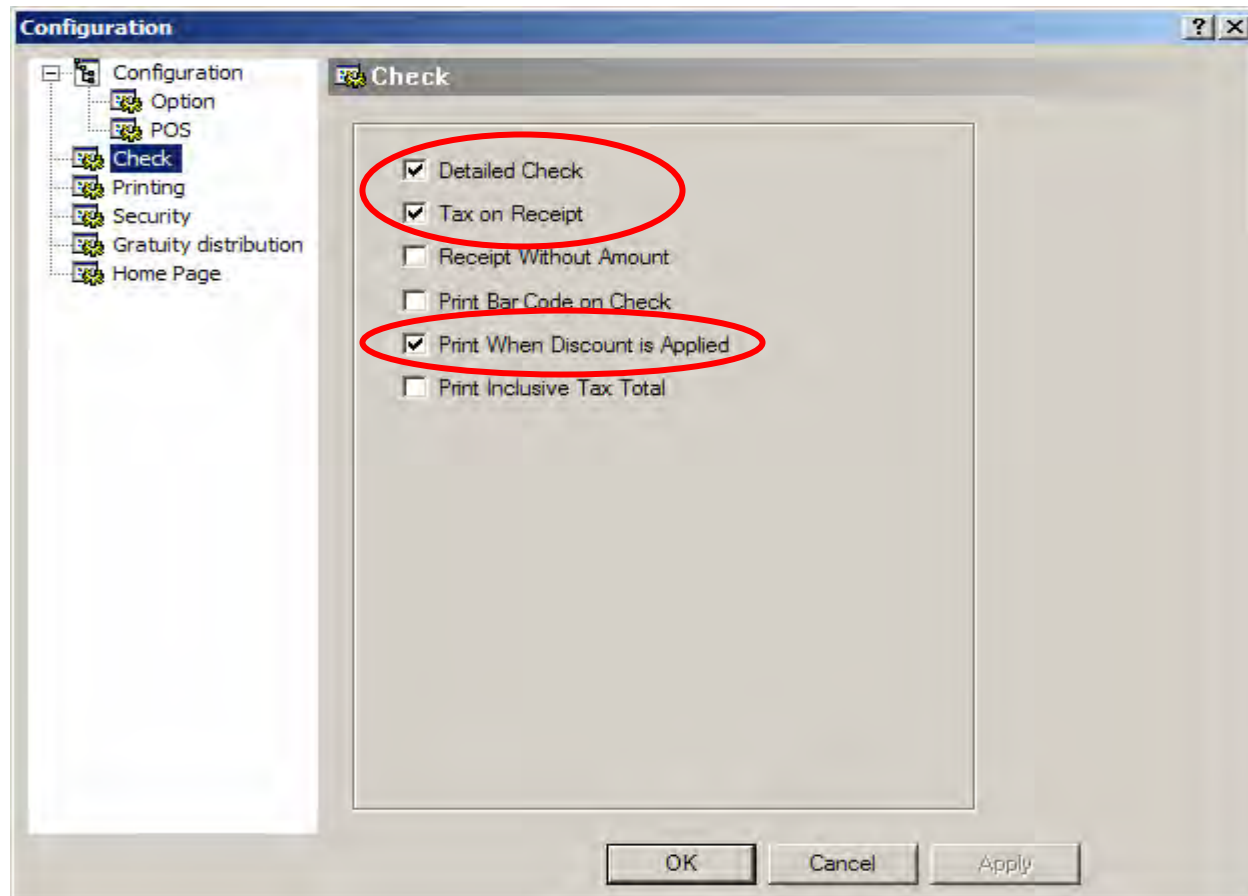 Configuration
Configuration
Option
POS
Check
Printing
Security
Gratuity distribution
Home Page
Check
Detailed Check
Tax on Receipt
Receipt Without Amount
Print Bar Code on Check
Print When Discount is Applied
Print Inclusive Tax Total
OK
Cancel
Apply